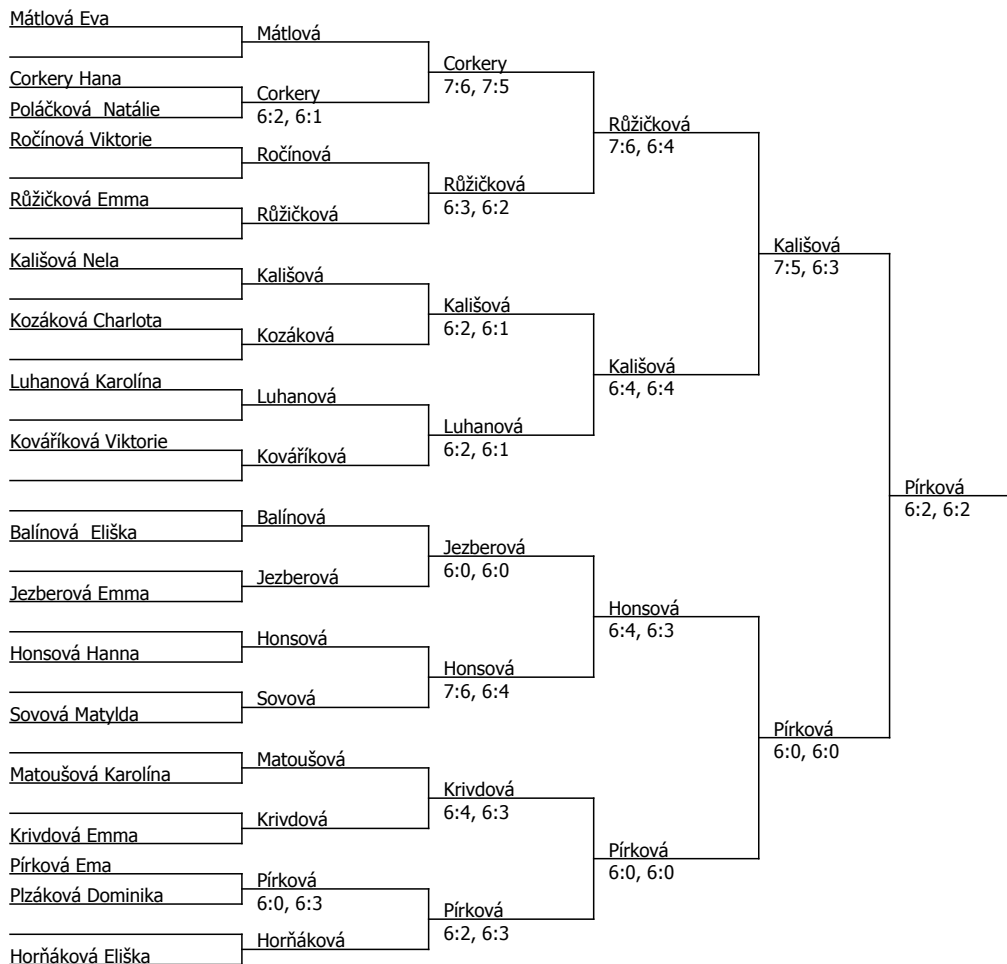 Mátlová Eva
Corkery Hana
Poláčková  Natálie
Ročínová Viktorie
Růžičková Emma
Kališová Nela
Kozáková Charlota
Luhanová Karolína
Kováříková Viktorie
Balínová  Eliška
Jezberová Emma
Honsová Hanna
Sovová Matylda
Matoušová Karolína
Krivdová Emma
Pírková Ema
Plzáková Dominika
Horňáková Eliška
Mátlová
Corkery
6:2, 6:1
Ročínová
Růžičková
Kališová
Kozáková
Luhanová
Kováříková
Balínová
Jezberová
Honsová
Sovová
Matoušová
Krivdová
Pírková
6:0, 6:3
Horňáková
Corkery
7:6, 7:5
Růžičková
6:3, 6:2
Kališová
6:2, 6:1
Luhanová
6:2, 6:1
Jezberová
6:0, 6:0
Honsová
7:6, 6:4
Krivdová
6:4, 6:3
Pírková
6:2, 6:3
Růžičková
7:6, 6:4
Kališová
6:4, 6:4
Honsová
6:4, 6:3
Pírková
6:0, 6:0
Kališová
7:5, 6:3
Pírková
6:0, 6:0
Pírková
6:2, 6:2